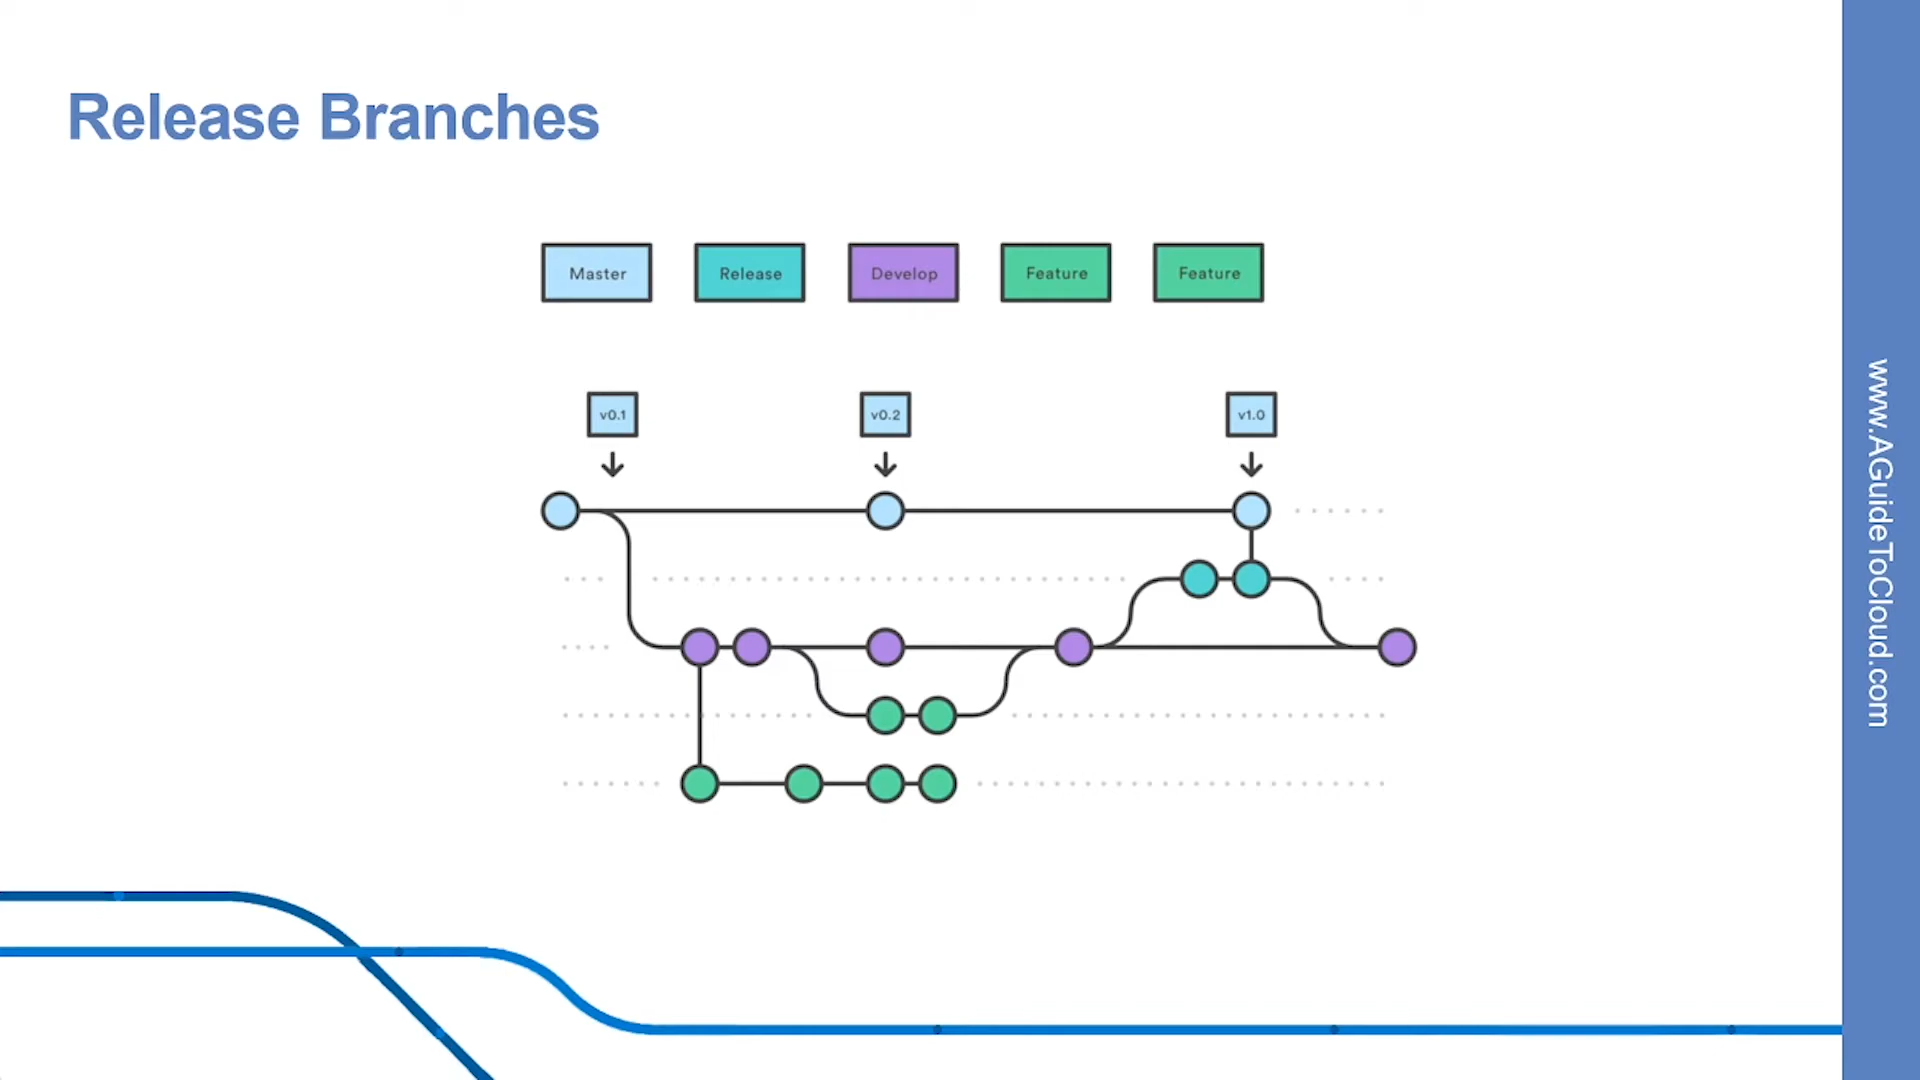 Release Branches
Master
Release
Develop
Feature
Feature
v0.1
v0.2
v1.0
www.AGuideToCloud.com